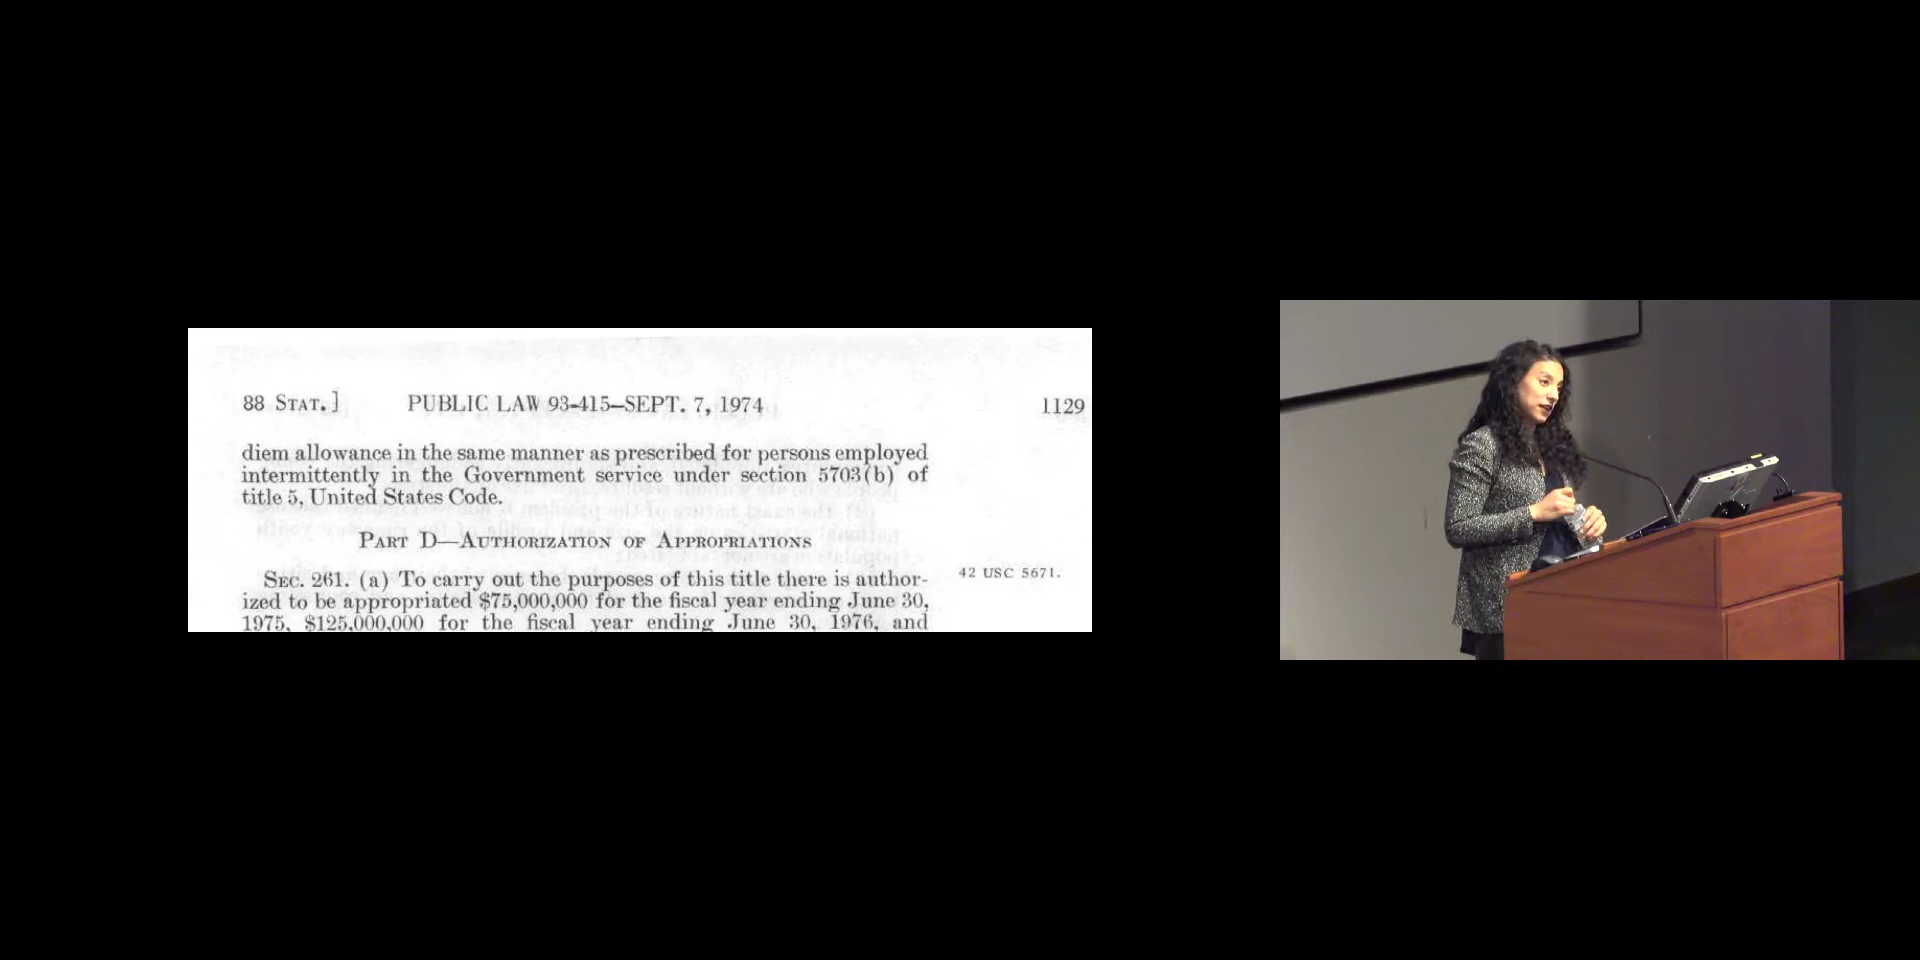 88 STAT.] PUBLIC LAW 93-415-SEPT. 7, 1974 1129
diem allowance in the same manner as prescribed for persons employed
intermittently in the Government service under section 5703(b) of
title 5, United States Code.
PART D—AUTHORIZATION OF APPROPRIATIONS
SEC. 261. (a) To carry out the purposes of this title there is author-
42 USC 5671.
ized to be appropriated $75,000,000 for the fiscal year ending June 30,
1975, $125,000,000 for the fiscal year ending June 30, 1976, and